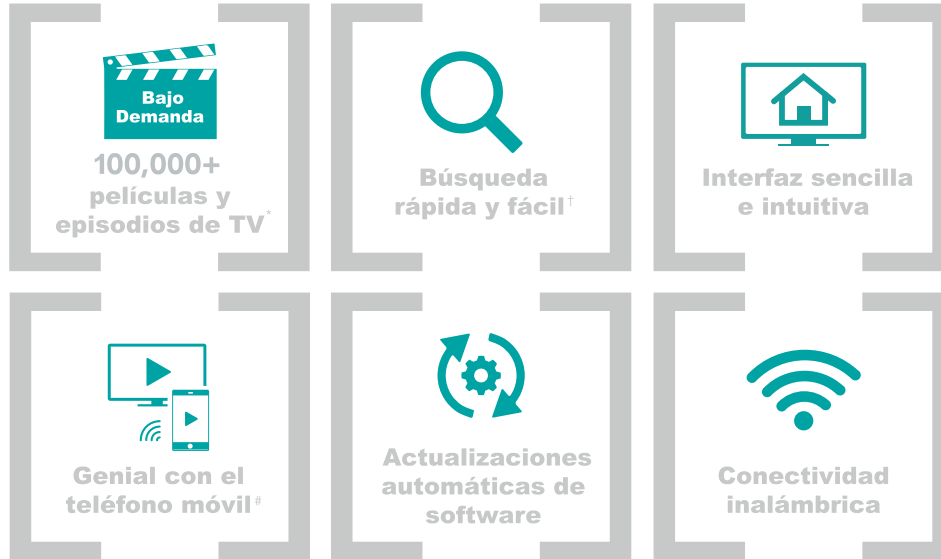 Bajo
Demanda
100,000+
películas y
episodios de TV*
Búsqueda
rápida y fácil†
Interfaz sencilla
e intuitiva
Genial con el
teléfono móvil#
Actualizaciones
automáticas de
software
Conectividad
inalámbrica